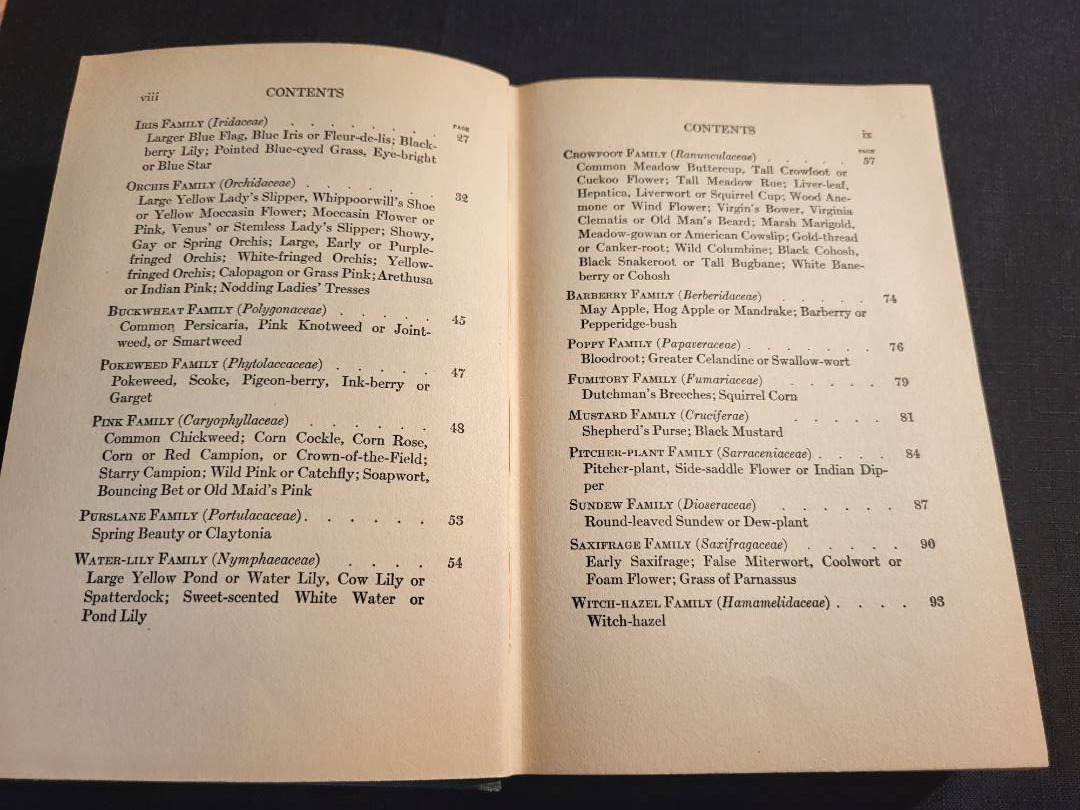 viii CONTENTS
PAGE
IRIS FAMILY (Iridaceae) . . . . . . . 27
Larger Blue Flag, Blue Iris or Fleur-de-lis; Black-
berry Lily; Pointed Blue-eyed Grass, Eye-bright
or Blue Star
ORCHIS FAMILY (Orchidaceae) . . . . . . 32
Large Yellow Lady's Slipper, Whippoorwill's Shoe
or Yellow Moccasin Flower; Moccasin Flower or
Pink, Venus' or Stemless Lady's Slipper; Showy,
Gay or Spring Orchis; Large, Early or Purple-
fringed Orchis; White-fringed Orchis; Yellow-
fringed Orchis; Calopagon or Grass Pink; Arethusa
or Indian Pink; Nodding Ladies' Tresses
BUCKWHEAT FAMILY (Polygonaceae) . . . . . 45
Common Persicaria, Pink Knotweed or Joint-
weed, or Smartweed
POKEWEED FAMILY (Phytolaccaceae) . . . . . 47
Pokeweed, Scoke, Pigeon-berry, Ink-berry or
Garget
PINK FAMILY (Caryophyllaceae) . . . . . . 48
Common Chickweed; Corn Cockle, Corn Rose,
Corn or Red Campion, or Crown-of-the-Field;
Starry Campion; Wild Pink or Catchfly; Soapwort,
Bouncing Bet or Old Maid's Pink
PURSLANE FAMILY (Portulacaceae) . . . . . . 53
Spring Beauty or Claytonia
WATER-LILY FAMILY (Nymphaeaceae) . . . . 54
Large Yellow Pond or Water Lily, Cow Lily or
Spatterdock; Sweet-scented White Water or
Pond Lily
CONTENTS ix
PAGE
CROWFOOT FAMILY (Ranunculaceae) . . . . . 57
Common Meadow Buttercup, Tall Crowfoot or
Cuckoo Flower; Tall Meadow Rue; Liver-leaf,
Hepatica, Liverwort or Squirrel Cup; Wood Ane-
mone or Wind Flower; Virgin's Bower, Virginia
Clematis or Old Man's Beard; Marsh Marigold,
Meadow-gowan or American Cowslip; Gold-thread
or Canker-root; Wild Columbine; Black Cohosh,
Black Snakeroot or Tall Bugbane; White Bane-
berry or Cohosh
BARBERRY FAMILY (Berberidaceae) . . . . . 74
May Apple, Hog Apple or Mandrake; Barberry or
Pepperidge-bush
POPPY FAMILY (Papaveraceae) . . . . . . . 76
Bloodroot; Greater Celandine or Swallow-wort
FUMITORY FAMILY (Fumariaceae) . . . . . 79
Dutchman's Breeches; Squirrel Corn
MUSTARD FAMILY (Cruciferae) . . . . . . 81
Shepherd's Purse; Black Mustard
PITCHER-PLANT FAMILY (Sarraceniaceae) . . . . 84
Pitcher-plant, Side-saddle Flower or Indian Dip-
per
SUNDEW FAMILY (Dioseraceae) . . . . . . 87
Round-leaved Sundew or Dew-plant
SAXIFRAGE FAMILY (Saxifragaceae) . . . . . 90
Early Saxifrage; False Miterwort, Coolwort or
Foam Flower; Grass of Parnassus
WITCH-HAZEL FAMILY (Hamamelidaceae) . . . . 93
Witch-hazel